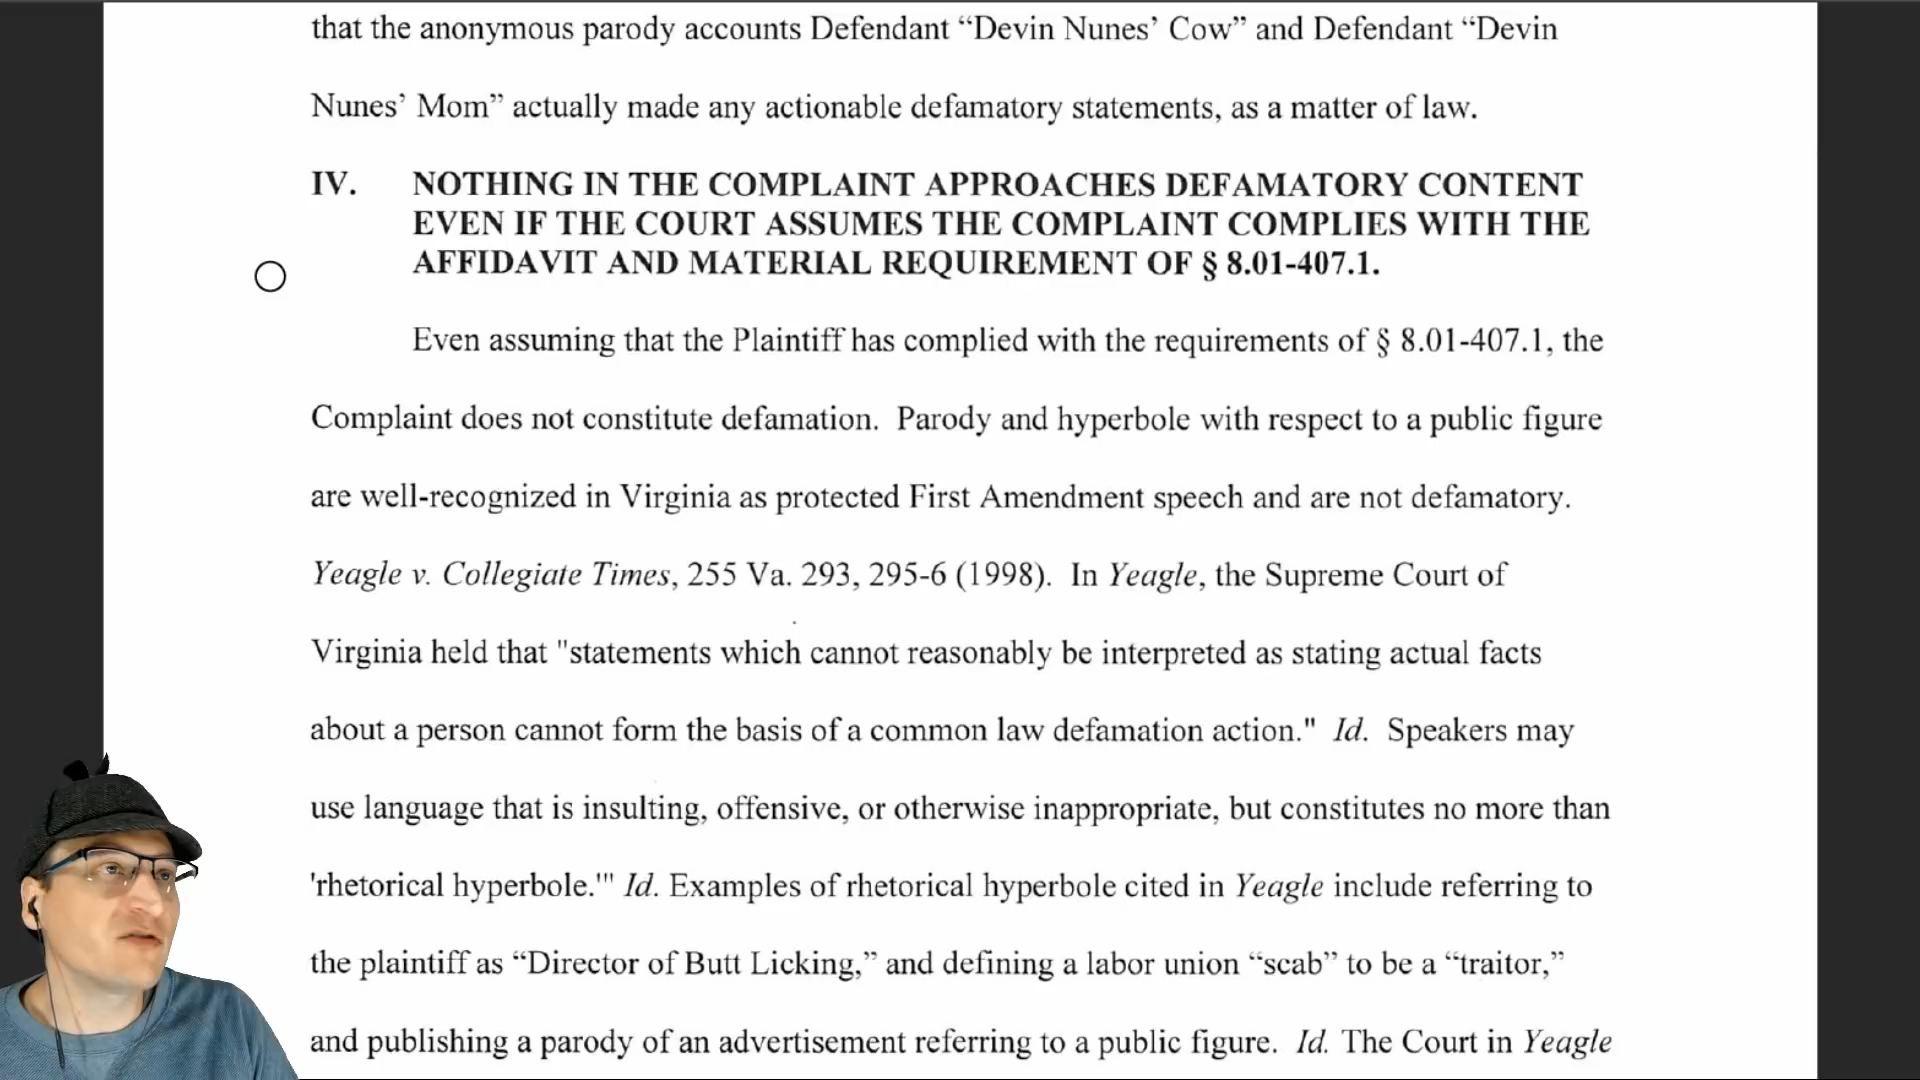 that the anonymous parody accounts Defendant “Devin Nunes’ Cow” and Defendant “Devin
Nunes’ Mom” actually made any actionable defamatory statements, as a matter of law.
IV. NOTHING IN THE COMPLAINT APPROACHES DEFAMATORY CONTENT
EVEN IF THE COURT ASSUMES THE COMPLAINT COMPLIES WITH THE
AFFIDAVIT AND MATERIAL REQUIREMENT OF § 8.01-407.1.
Even assuming that the Plaintiff has complied with the requirements of § 8.01-407.1, the
Complaint does not constitute defamation. Parody and hyperbole with respect to a public figure
are well-recognized in Virginia as protected First Amendment speech and are not defamatory.
Yeagle v. Collegiate Times, 255 Va. 293, 295-6 (1998). In Yeagle, the Supreme Court of
Virginia held that "statements which cannot reasonably be interpreted as stating actual facts
about a person cannot form the basis of a common law defamation action." Id. Speakers may
use language that is insulting, offensive, or otherwise inappropriate, but constitutes no more than
'rhetorical hyperbole.'" Id. Examples of rhetorical hyperbole cited in Yeagle include referring to
the plaintiff as “Director of Butt Licking,” and defining a labor union “scab” to be a “traitor,”
and publishing a parody of an advertisement referring to a public figure. Id. The Court in Yeagle